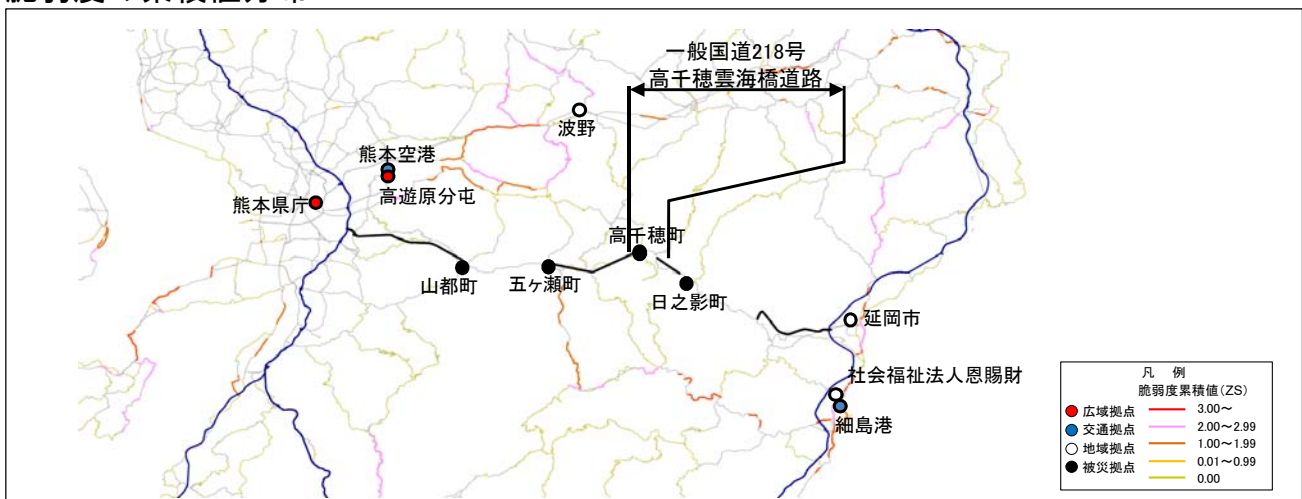 一般国道218号
高千穂雲海橋道路
波野
熊本空港
高遊原分屯
熊本県庁
高千穂町
山都町
五ヶ瀬町
日之影町
延岡市
社会福祉法人恩賜財
細島港
凡 例
脆弱度累積値(ZS)
広域拠点 3.00～
交通拠点 2.00～2.99
地域拠点 1.00～1.99
被災拠点 0.01～0.99
0.00